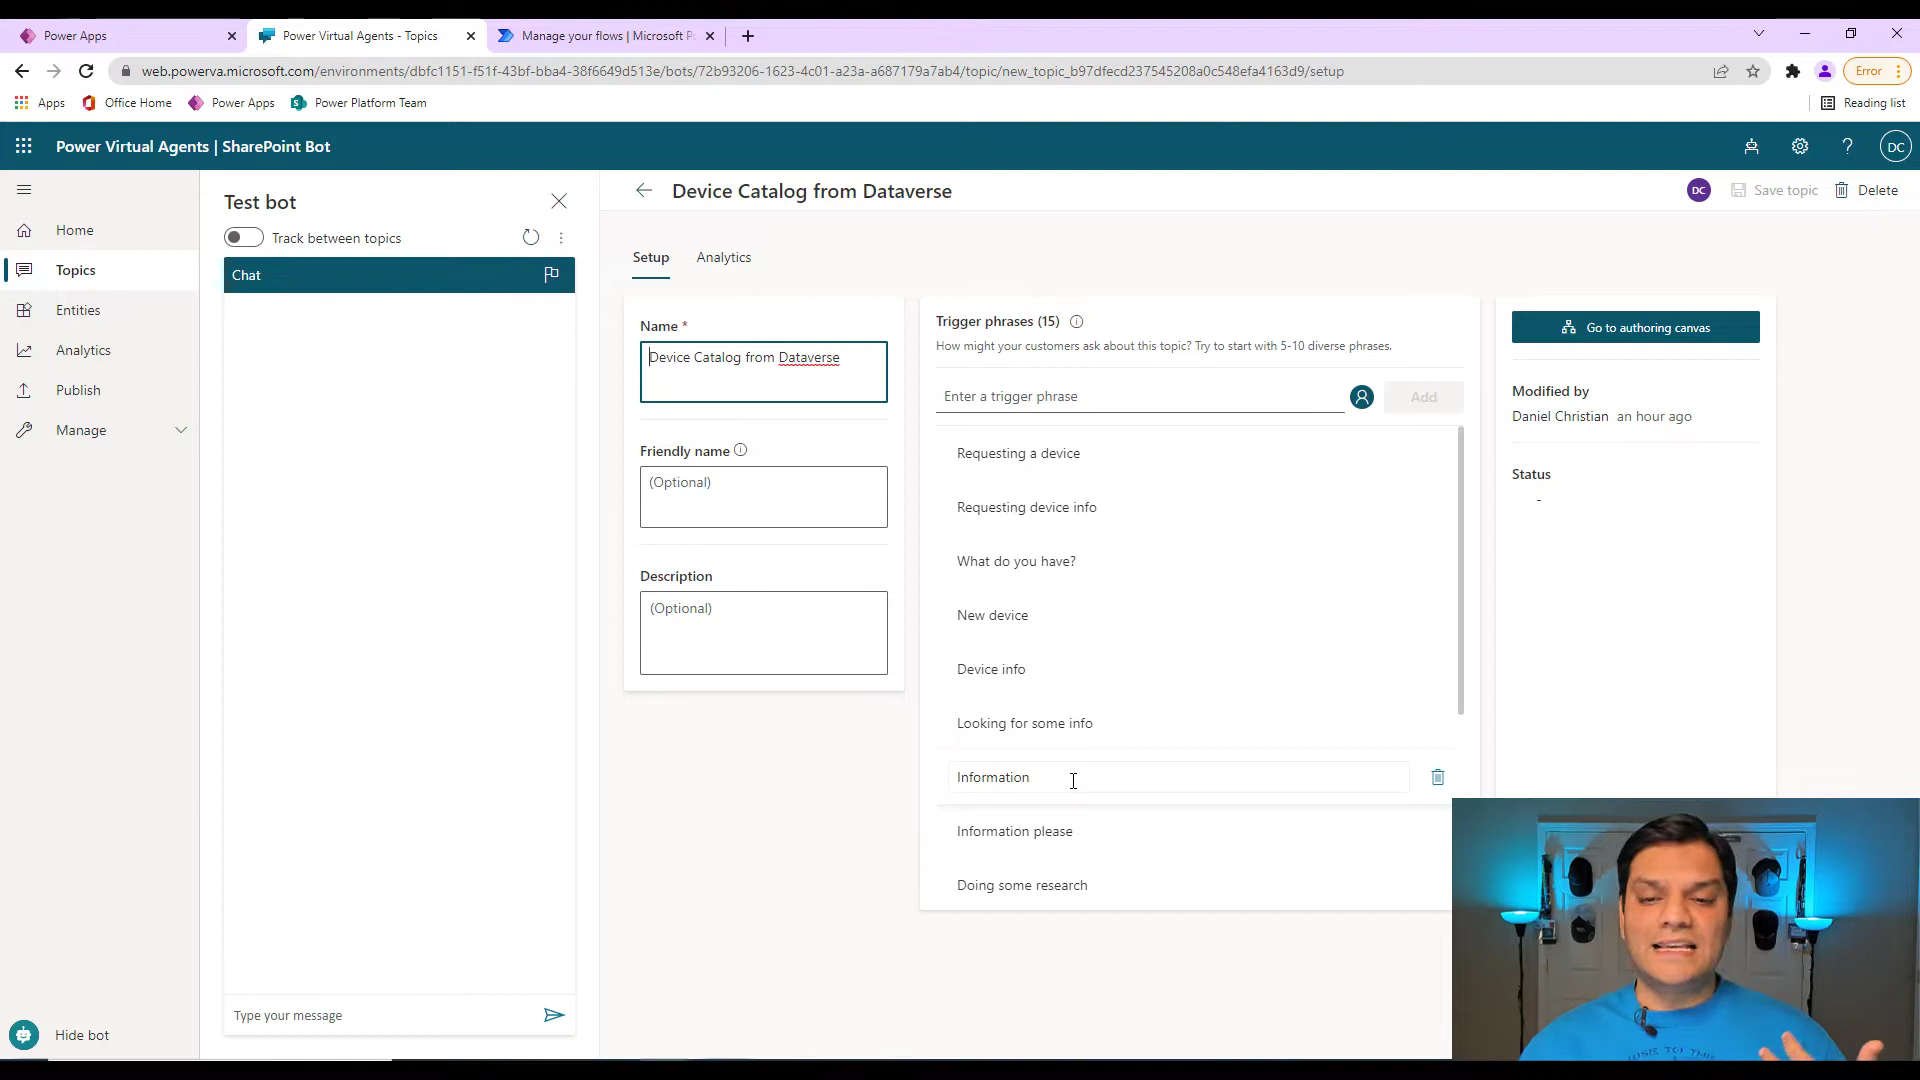 Power Apps
Power Virtual Agents - Topics
Manage your flows | Microsoft P
web.powerva.microsoft.com/environments/dbfc1151-f51f-43bf-bba4-38f6649d513e/bots/72b93206-1623-4c01-a23a-a687179a7ab4/topic/new_topic_b97dfecd237545208a0c548efa4163d9/setup
Error
Apps
Office Home
Power Apps
Power Platform Team
Reading list
Power Virtual Agents | SharePoint Bot
DC
Home
Topics
Entities
Analytics
Publish
Manage
Hide bot
Test bot
Track between topics
Chat
Type your message
Device Catalog from Dataverse
DC
Save topic
Delete
Setup
Analytics
Name *
Device Catalog from Dataverse
Friendly name
(Optional)
Description
(Optional)
Trigger phrases (15)
How might your customers ask about this topic? Try to start with 5-10 diverse phrases.
Enter a trigger phrase
Add
Requesting a device
Requesting device info
What do you have?
New device
Device info
Looking for some info
Information
Information please
Doing some research
Go to authoring canvas
Modified by
Daniel Christian an hour ago
Status
-